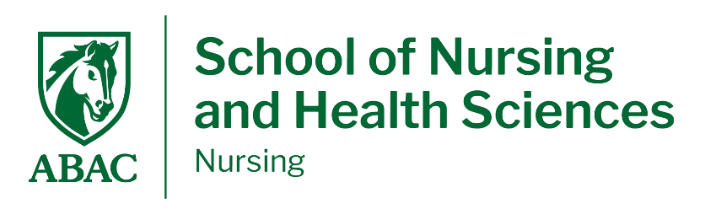 ABAC
School of Nursing
and Health Sciences
Nursing